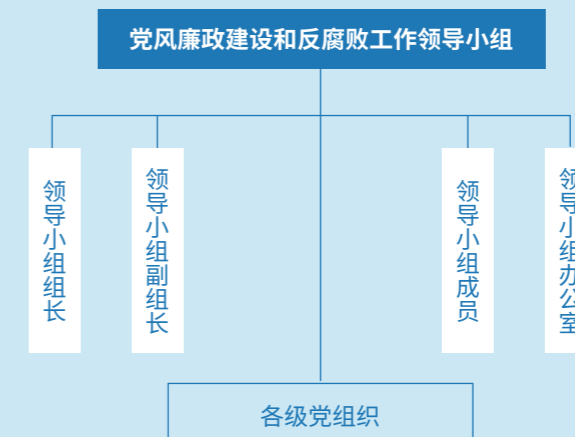 党风廉政建设和反腐败工作领导小组
领导小组组长
领导小组副组长
领导小组成员
领导小组办公室
各级党组织